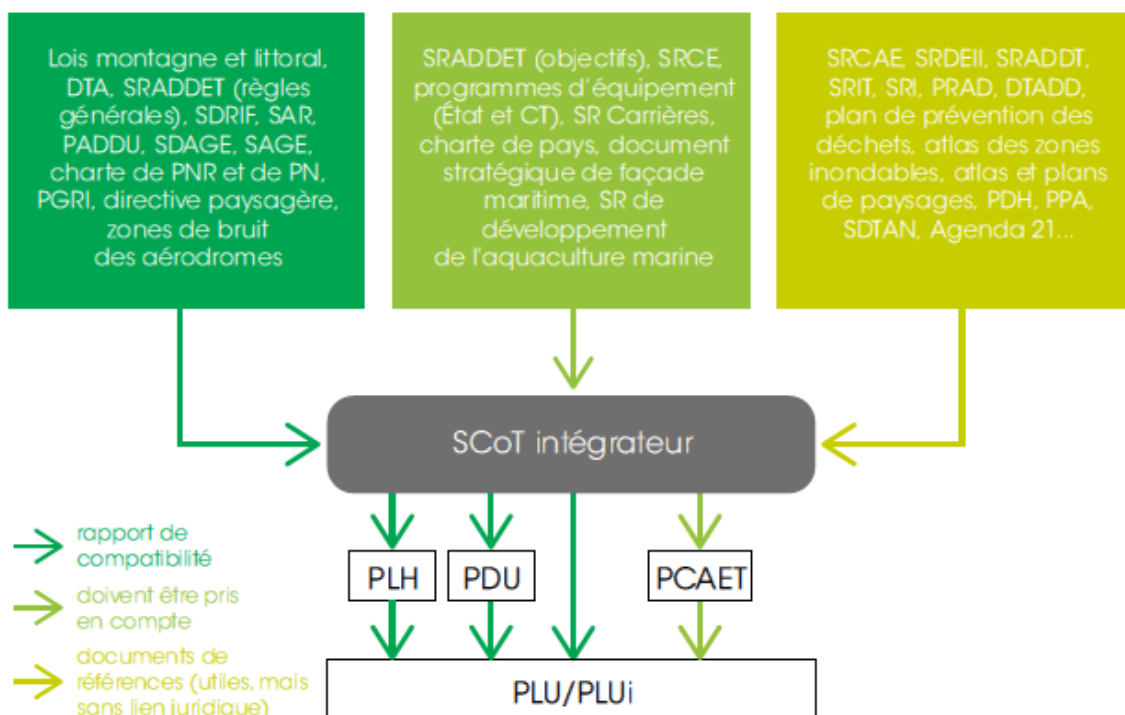 Lois montagne et littoral,
DTA, SRADDET (règles
générales), SDRIF, SAR,
PADDU, SDAGE, SAGE,
charte de PNR et de PN,
PGRI, directive paysagère,
zones de bruit
des aérodromes
SRADDET (objectifs), SRCE,
programmes d'équipement
(État et CT), SR Carrières,
charte de pays, document
stratégique de façade
maritime, SR de
développement
de l'aquaculture marine
SRCAE, SRDEII, SRADDT,
SRIT, SRI, PRAD, DTADD,
plan de prévention des
déchets, atlas des zones
inondables, atlas et plans
de paysages, PDH, PPA,
SDTAN, Agenda 21...
SCoT intégrateur
rapport de
compatibilité
doivent être pris
en compte
documents de
références (utiles, mais
sans lien juridique)
PLH
PDU
PCAET
PLU/PLUi